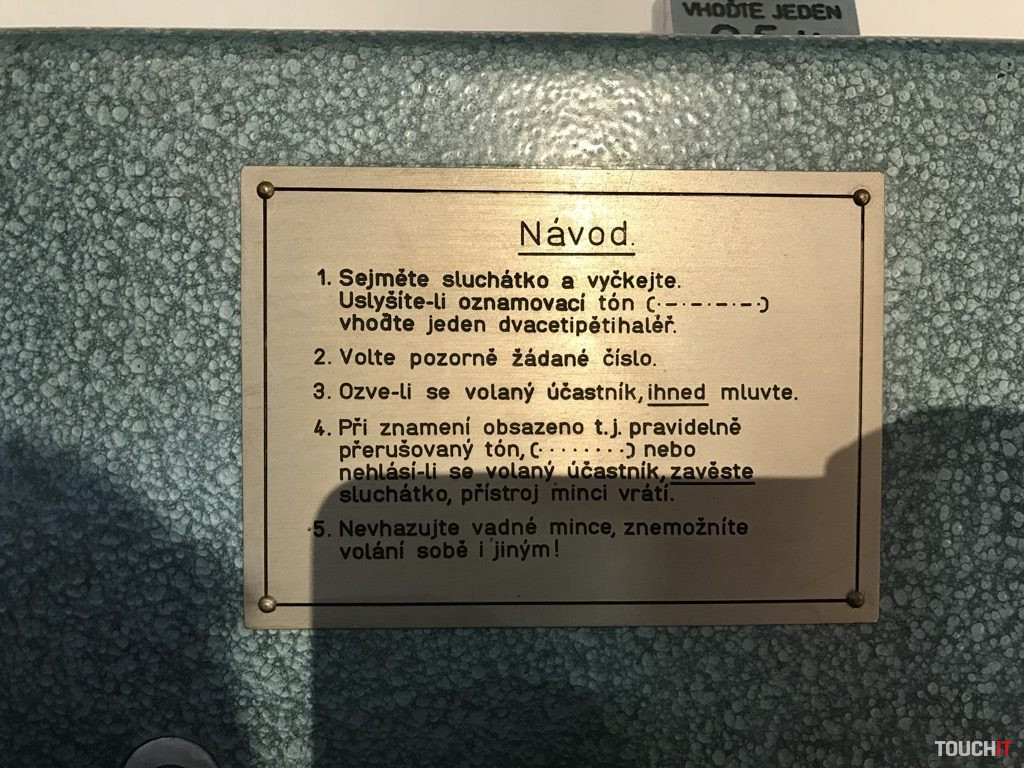 VHOĎTE JEDEN
Návod.
1. Sejměte sluchátko a vyčkejte.
Uslyšíte-li oznamovací tón (·–·–·–·–·)
vhoďte jeden dvacetipětihaléř.
2. Volte pozorně žádané číslo.
3. Ozve-li se volaný účastník, ihned mluvte.
4. Při znamení obsazeno t.j. pravidelně
přerušovaný tón, (········) nebo
nehlásí-li se volaný účastník, zavěste
sluchátko, přístroj minci vrátí.
5. Nevhazujte vadné mince, znemožníte
volání sobě i jiným!
TOUCHIT